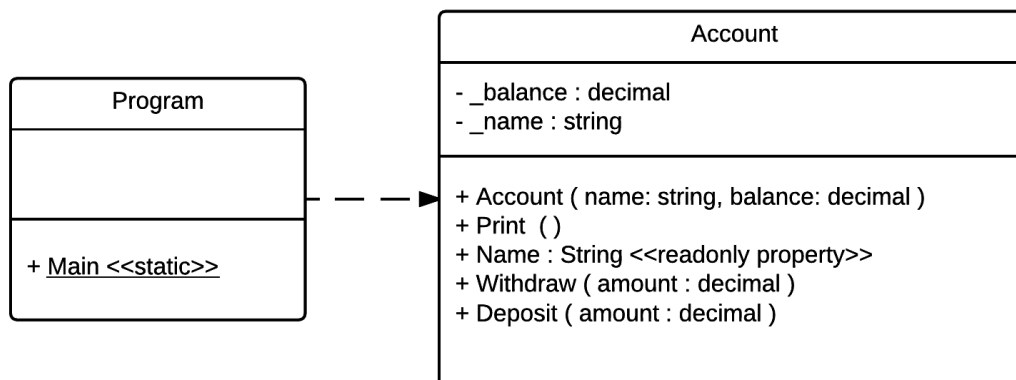 Program
+ Main <<static>>
Account
- _balance : decimal
- _name : string
+ Account ( name: string, balance: decimal )
+ Print  ( )
+ Name : String <<readonly property>>
+ Withdraw ( amount : decimal )
+ Deposit ( amount : decimal )